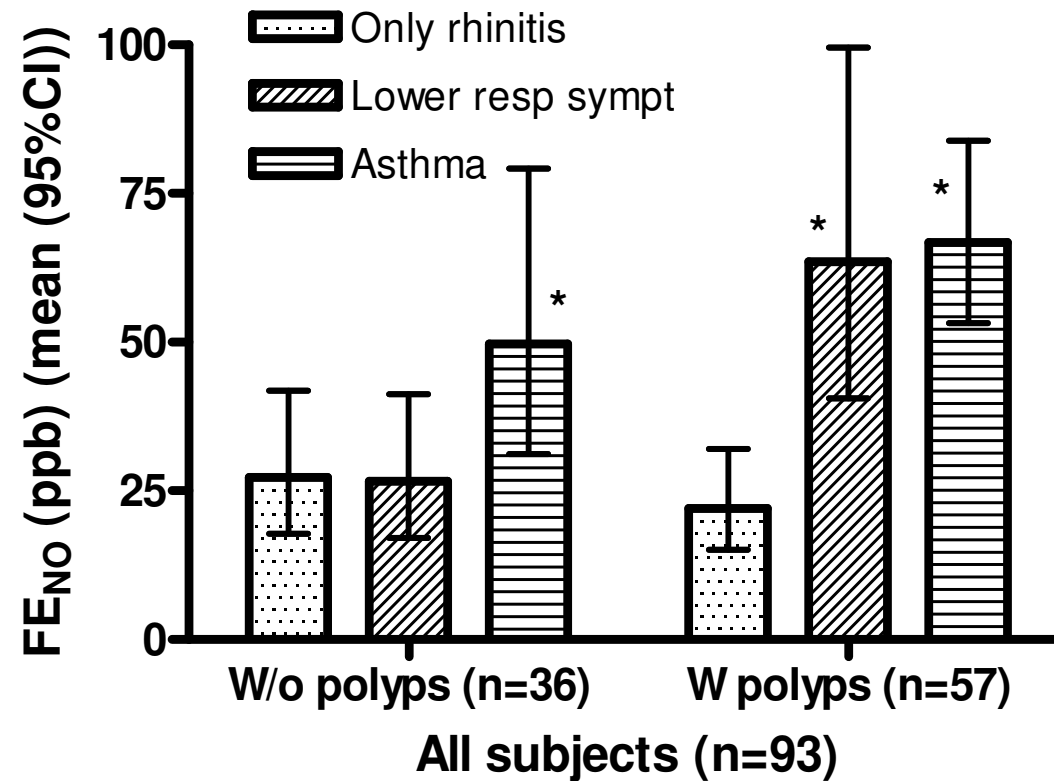 FE_NO (ppb) (mean (95%CI))
100
75
50
25
0
Only rhinitis
Lower resp sympt
Asthma
*
*
*
W/o polyps (n=36)
W polyps (n=57)
All subjects (n=93)